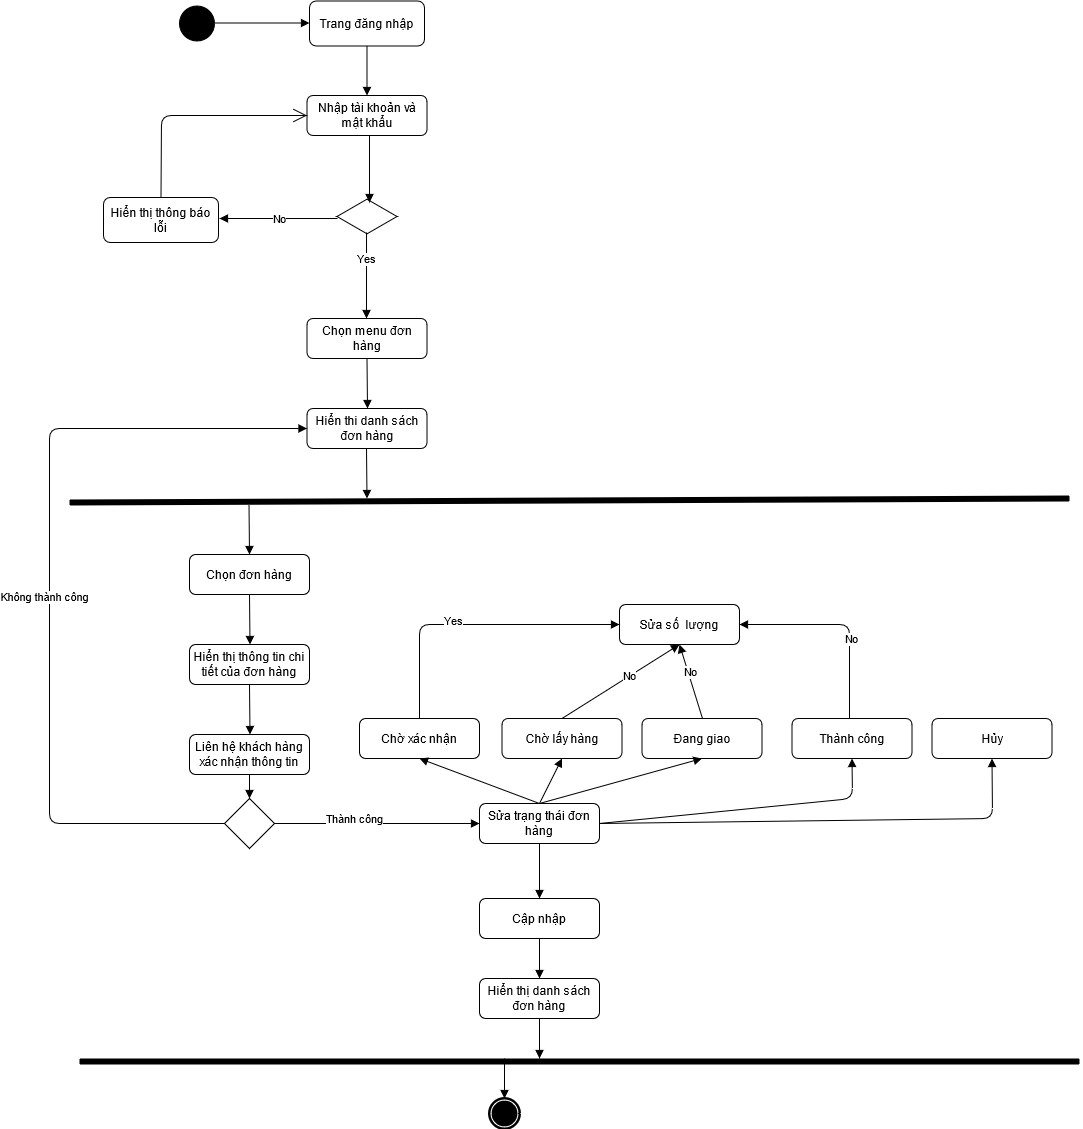 Trang đăng nhập
Nhập tài khoản và
mật khẩu
Hiển thị thông báo
lỗi
No
Yes
Chọn menu đơn
hàng
Hiển thi danh sách
đơn hàng
Chọn đơn hàng
Không thành công
Hiển thị thông tin chi
tiết của đơn hàng
Liên hệ khách hàng
xác nhận thông tin
Thành công
Yes
Sửa số lượng
No
No
No
Chờ xác nhận
Chờ lấy hàng
Đang giao
Thành công
Hủy
Sửa trạng thái đơn
hàng
Cập nhập
Hiển thị danh sách
đơn hàng